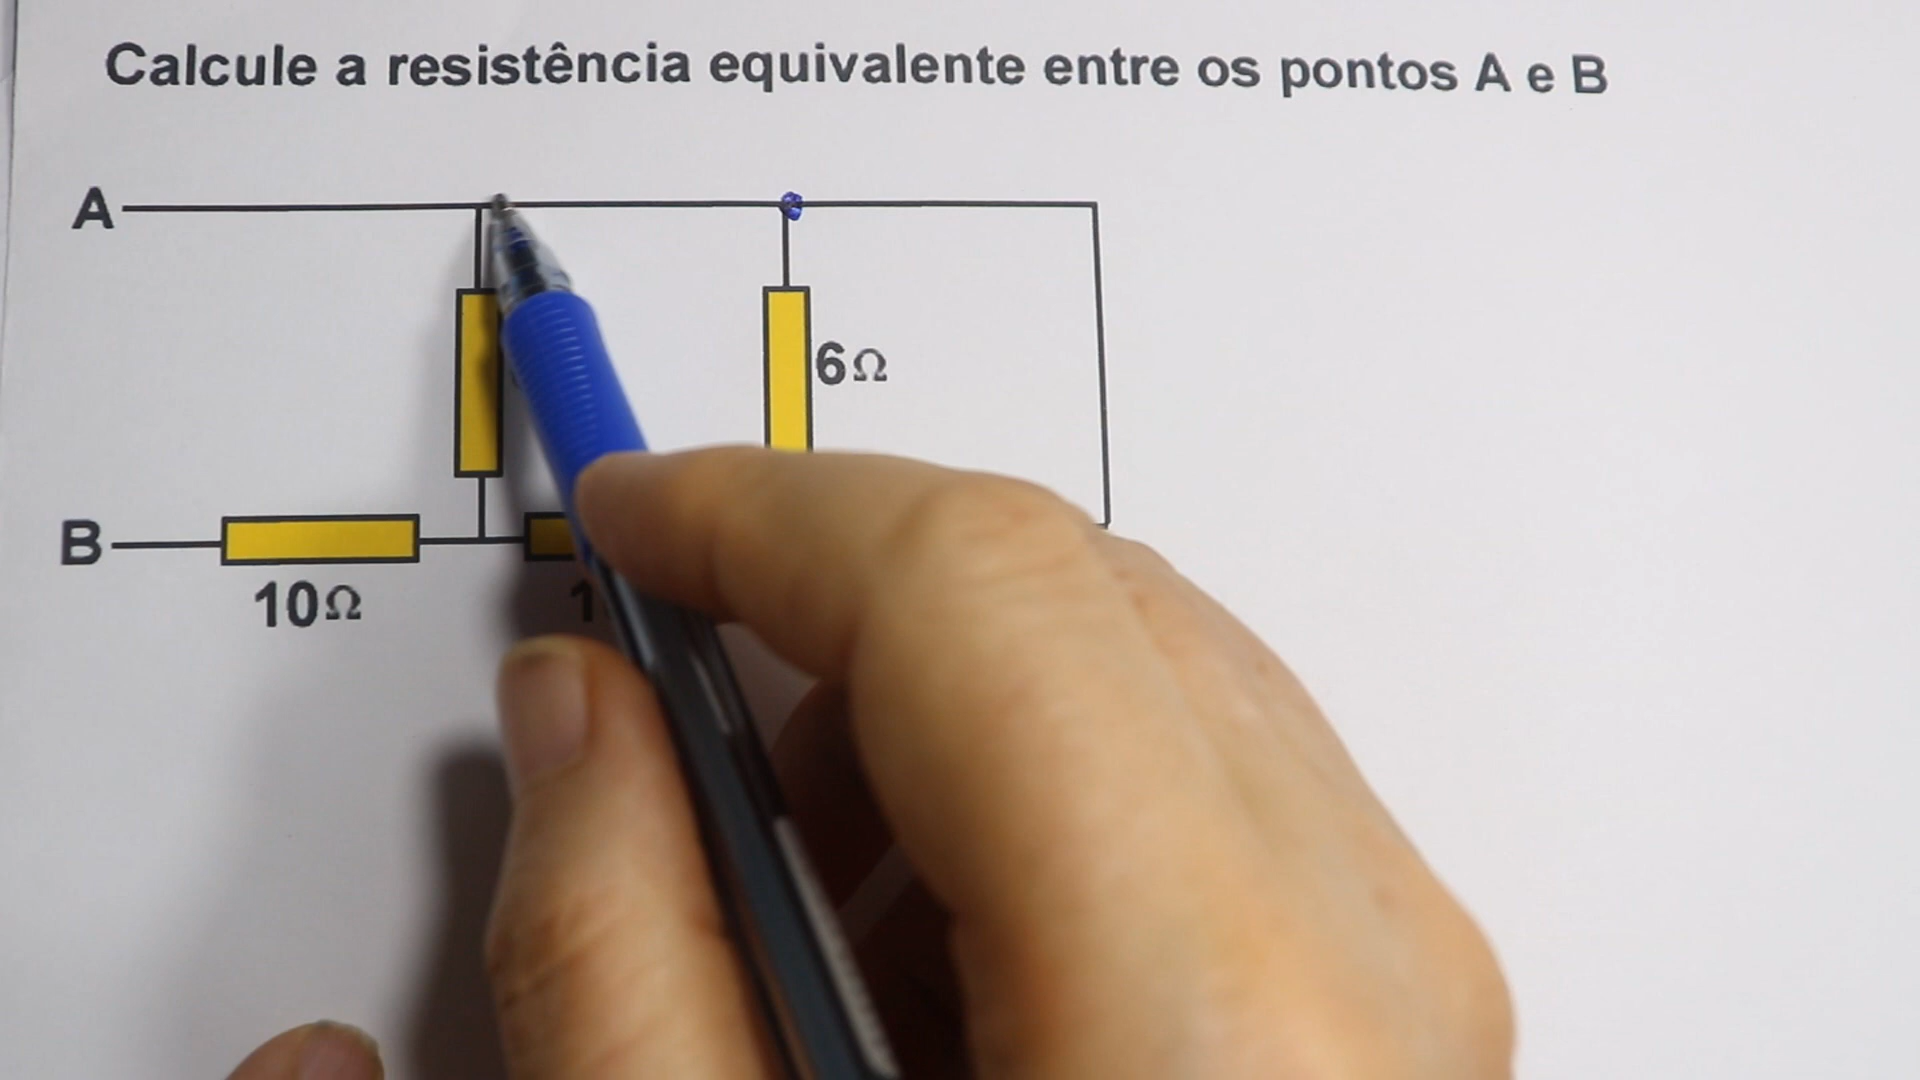 Calcule a resistência equivalente entre os pontos A e B
A
6Ω
B
10Ω